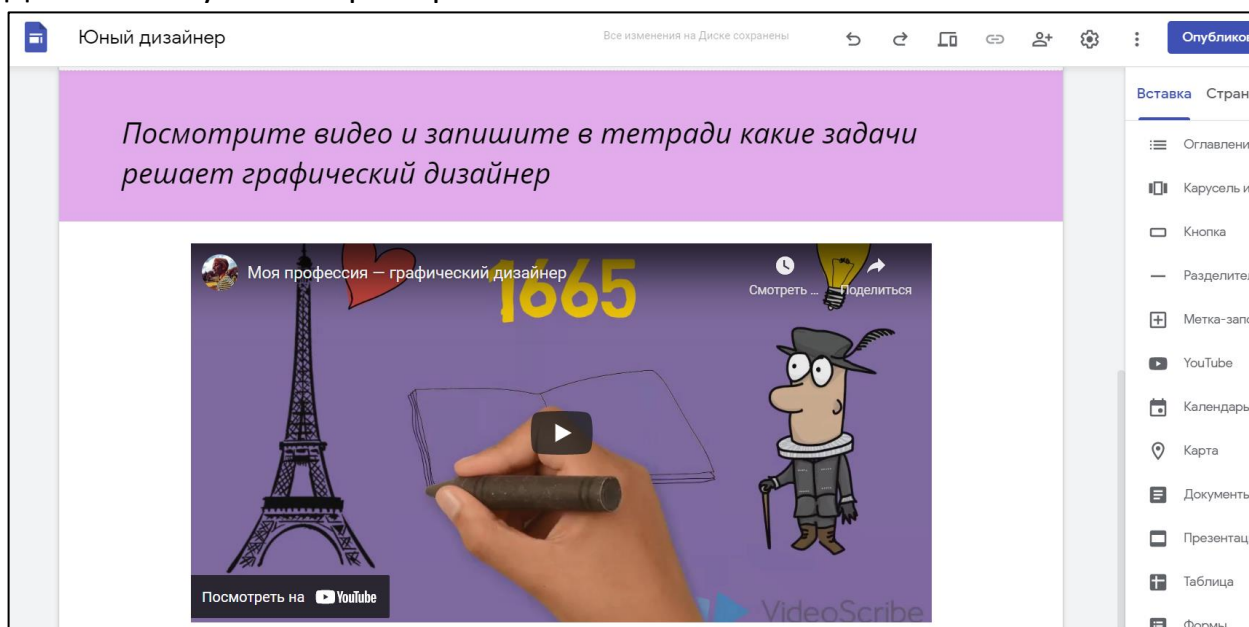 Юный дизайнер
Все изменения на Диске сохранены
Опубликов
Вставка Стран
Посмотрите видео и запишите в тетради какие задачи
решает графический дизайнер
Оглавлени
Карусель и
Кнопка
Разделител
Метка-запо
YouTube
Календарь
Карта
Документы
Презентац
Таблица
Формы
Моя профессия — графический дизайнер
1665
Смотреть ...
Поделиться
Посмотреть на YouTube
VideoScribe